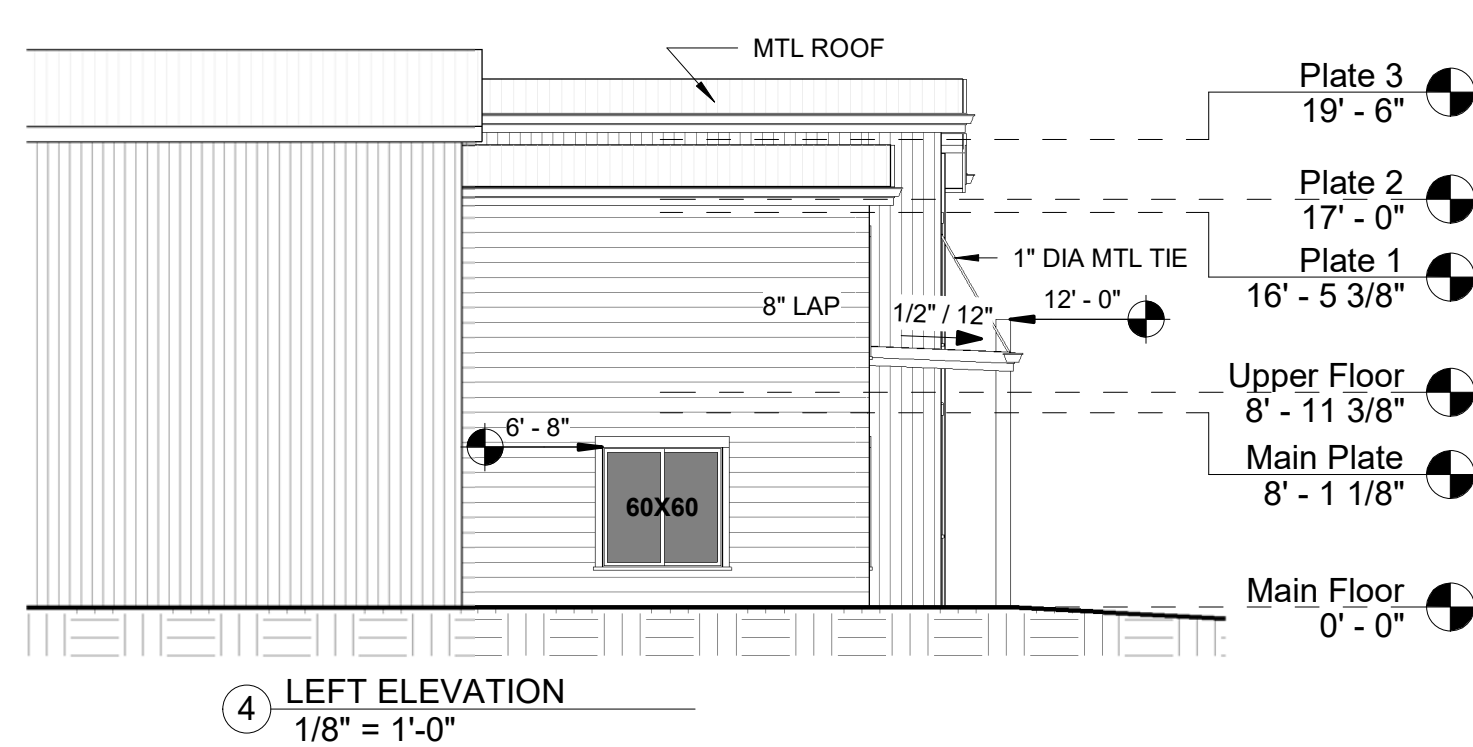 MTL ROOF
Plate 3
19' - 6"
Plate 2
17' - 0"
Plate 1
16' - 5 3/8"
1" DIA MTL TIE
8" LAP
1/2" / 12"
12' - 0"
Upper Floor
8' - 11 3/8"
6' - 8"
Main Plate
8' - 1 1/8"
60X60
Main Floor
0' - 0"
4
LEFT ELEVATION
1/8" = 1'-0"